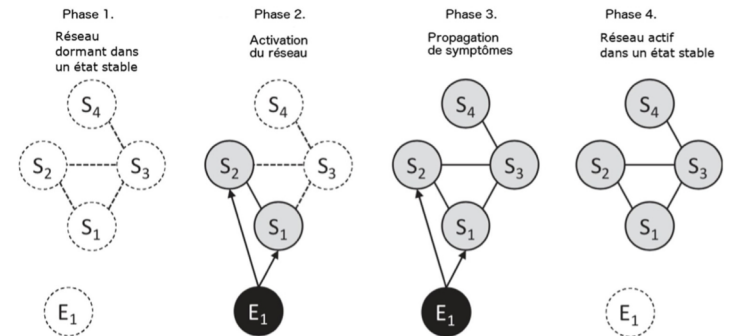 Phase 1.
Réseau
dormant dans
un état stable
S4
S2
S3
S1
E1
Phase 2.
Activation
du réseau
S4
S2
S3
S1
E1
Phase 3.
Propagation
de symptômes
S4
S2
S3
S1
E1
Phase 4.
Réseau actif
dans un état stable
S4
S2
S3
S1
E1